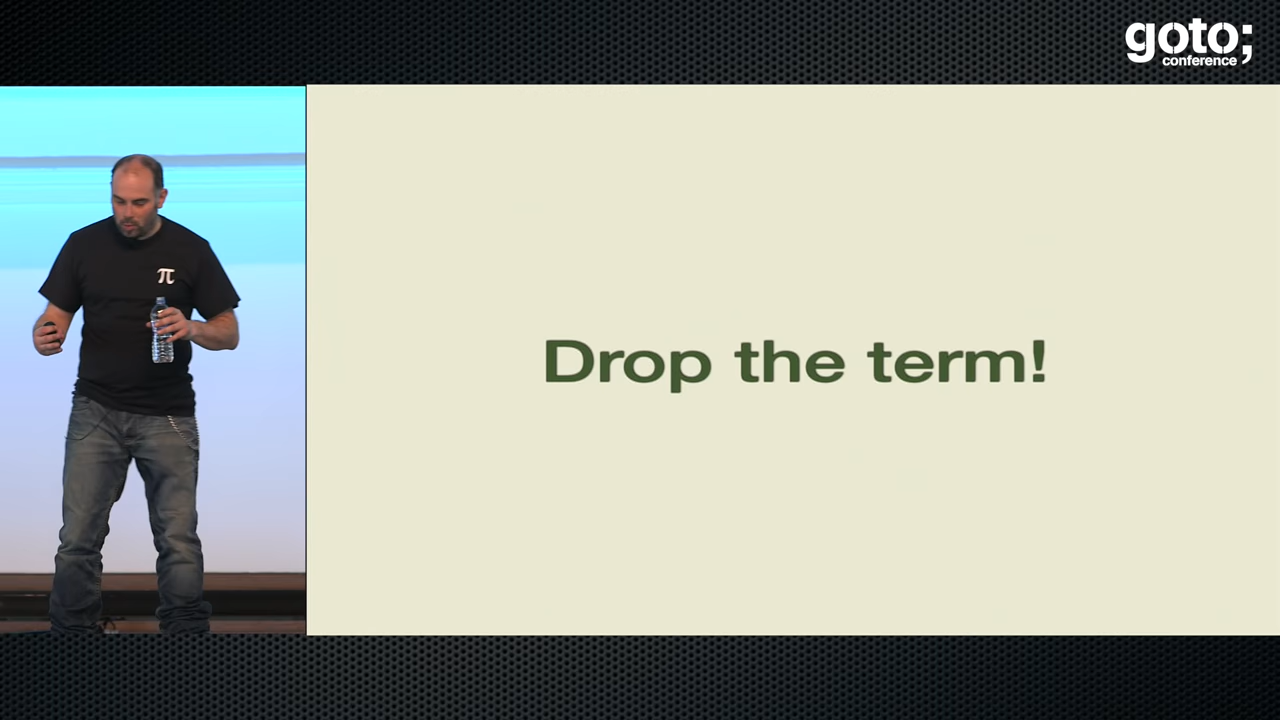 goto;
conference
π
Drop the term!